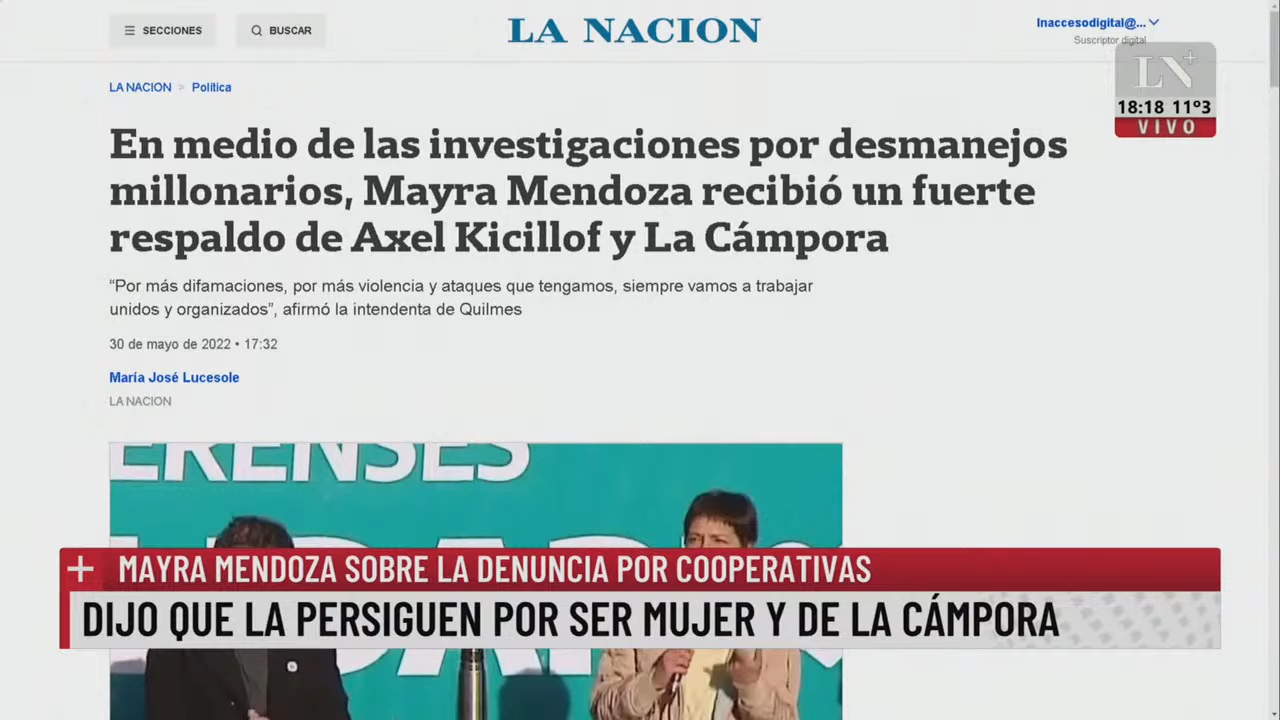 SECCIONES
BUSCAR
LA NACION
lnaccesodigital@...
Suscriptor digital
LN+
18:18 11º3
VIVO
LA NACION > Política
En medio de las investigaciones por desmanejos
millonarios, Mayra Mendoza recibió un fuerte
respaldo de Axel Kicillof y La Cámpora
“Por más difamaciones, por más violencia y ataques que tengamos, siempre vamos a trabajar
unidos y organizados”, afirmó la intendenta de Quilmes
30 de mayo de 2022 • 17:32
María José Lucesole
LA NACION
ERENSES
+ MAYRA MENDOZA SOBRE LA DENUNCIA POR COOPERATIVAS
DIJO QUE LA PERSIGUEN POR SER MUJER Y DE LA CÁMPORA